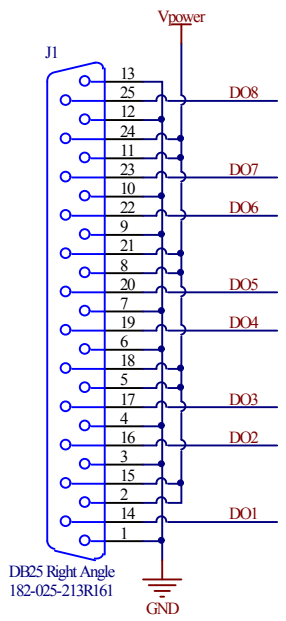 Vpower
J1
13
25 DO8
12
24
11
23 DO7
10
22 DO6
9
21
8
20 DO5
7
19 DO4
6
18
5
17 DO3
4
16 DO2
3
15
2
14 DO1
1
DB25 Right Angle
182-025-213R161
GND